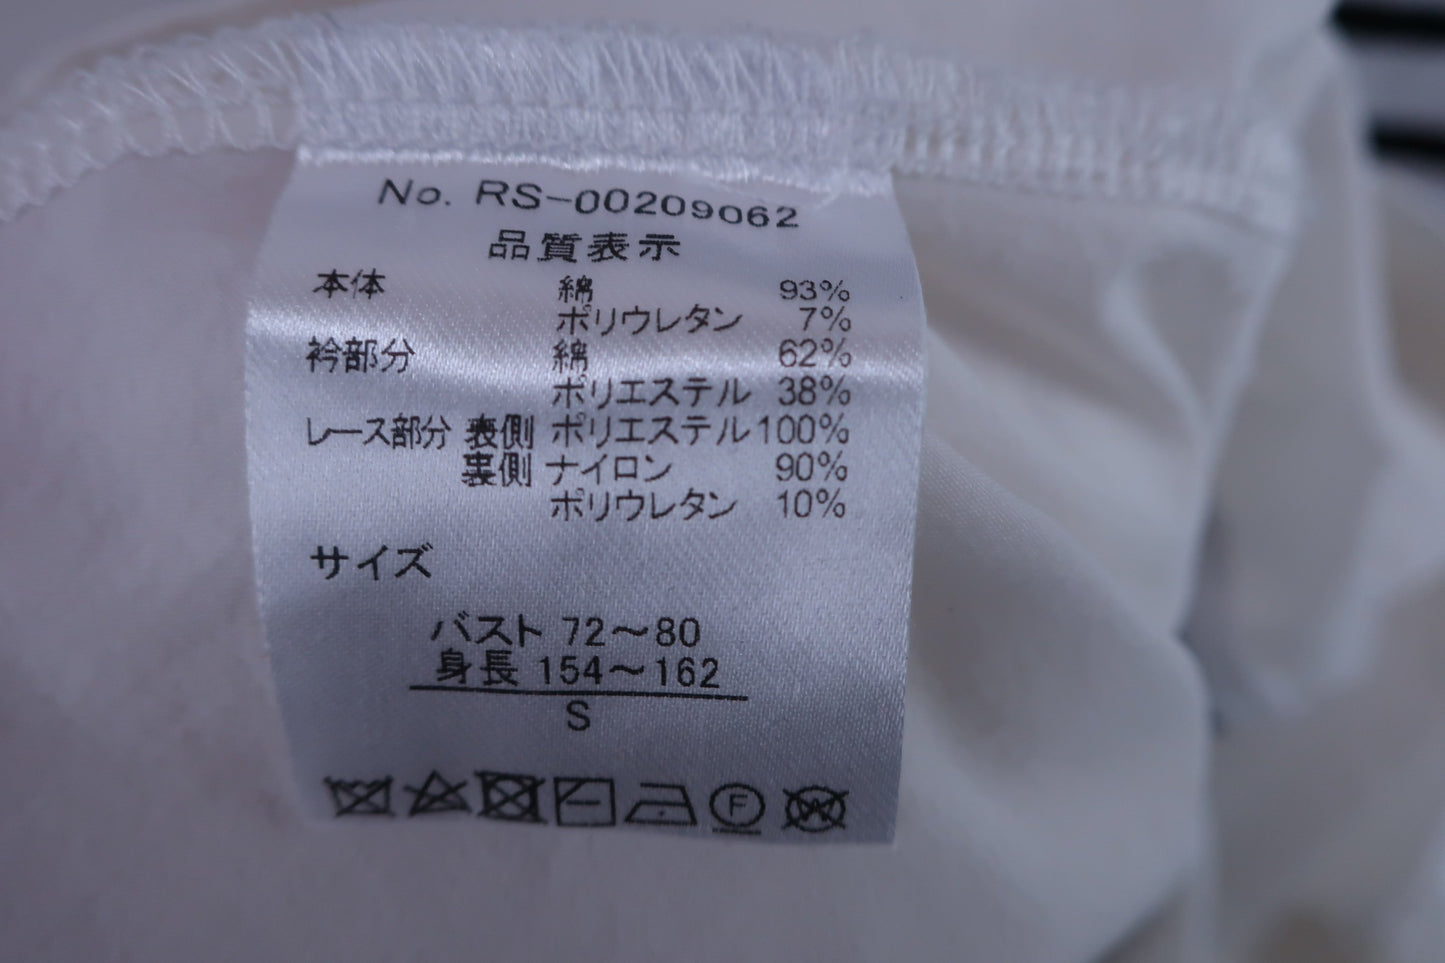 No. RS-00209062
品質表示
本体 綿 93%
ポリウレタン 7%
衿部分 綿 62%
ポリエステル 38%
レース部分 表側 ポリエステル 100%
裏側 ナイロン 90%
ポリウレタン 10%
サイズ
バスト 72～80
身長 154～162
S
F
W